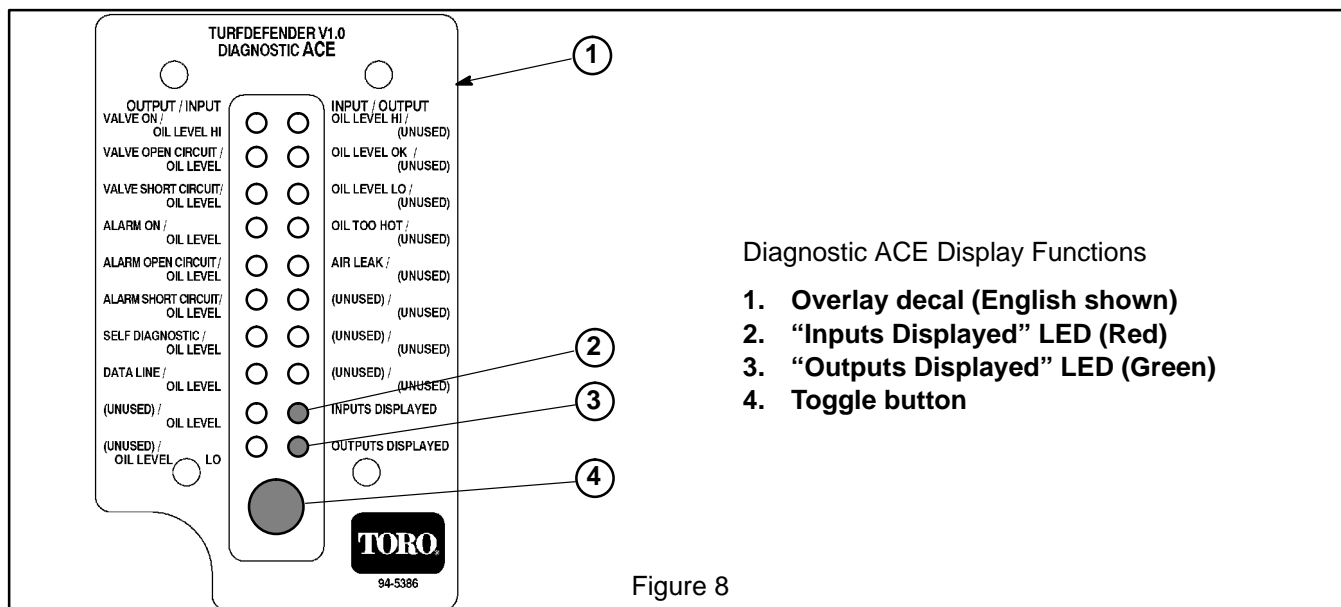 TURFDEFENDER V1.0
DIAGNOSTIC ACE
1
OUTPUT / INPUT
VALVE ON /
OIL LEVEL HI
VALVE OPEN CIRCUIT /
OIL LEVEL
VALVE SHORT CIRCUIT/
OIL LEVEL
ALARM ON /
OIL LEVEL
ALARM OPEN CIRCUIT/
OIL LEVEL
ALARM SHORT CIRCUIT/
OIL LEVEL
SELF DIAGNOSTIC /
OIL LEVEL
DATA LINE /
OIL LEVEL
(UNUSED) /
OIL LEVEL
(UNUSED) /
OIL LEVEL LO
INPUT / OUTPUT
OIL LEVEL HI /
(UNUSED)
OIL LEVEL OK /
(UNUSED)
OIL LEVEL LO /
(UNUSED)
OIL TOO HOT /
(UNUSED)
AIR LEAK /
(UNUSED)
(UNUSED) /
(UNUSED)
(UNUSED) /
(UNUSED)
(UNUSED) /
(UNUSED)
INPUTS DISPLAYED
OUTPUTS DISPLAYED
2
3
4
TORO.
94-5386
Diagnostic ACE Display Functions
1. Overlay decal (English shown)
2. “Inputs Displayed” LED (Red)
3. “Outputs Displayed” LED (Green)
4. Toggle button
Figure 8